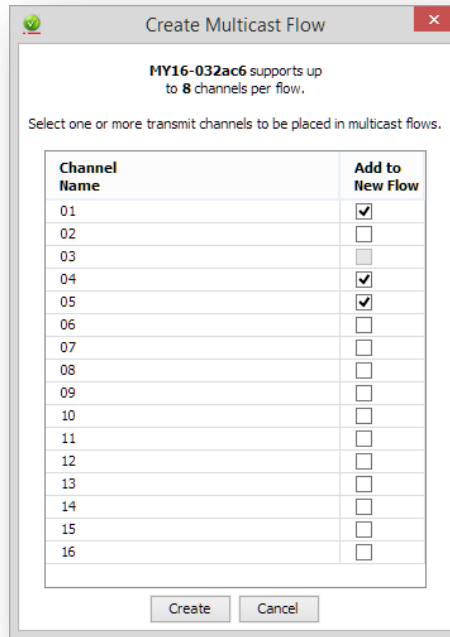 Create Multicast Flow
MY16-032ac6 supports up
to 8 channels per flow.
Select one or more transmit channels to be placed in multicast flows.
Channel Name Add to New Flow
01
02
03
04
05
06
07
08
09
10
11
12
13
14
15
16
Create Cancel